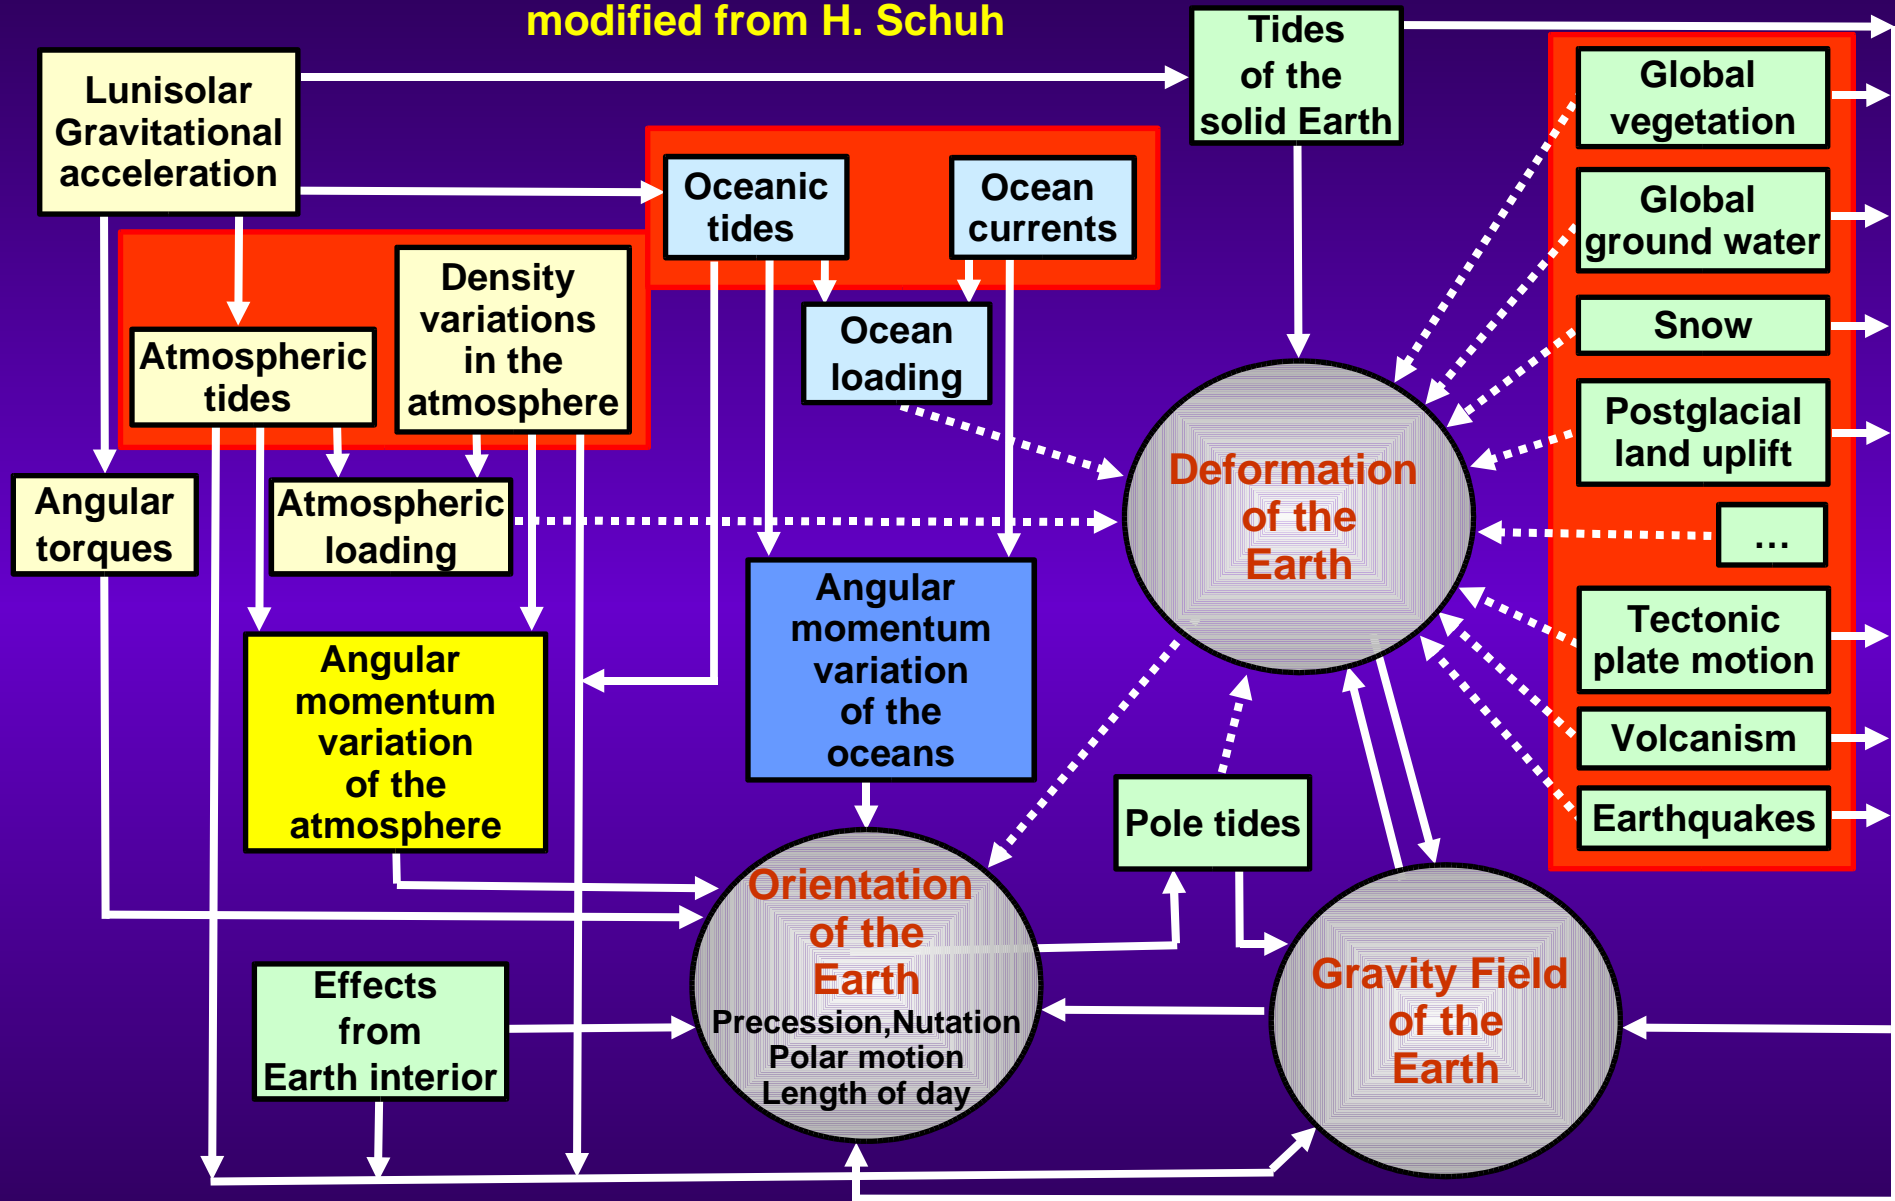 modified from H. Schuh
Lunisolar
Gravitational
acceleration
Tides
of the
solid Earth
Global
vegetation
Oceanic
tides
Ocean
currents
Global
ground water
Density
variations
in the
atmosphere
Atmospheric
tides
Ocean
loading
Snow
Postglacial
land uplift
Deformation
of the
Earth
Angular
torques
Atmospheric
loading
...
Angular
momentum
variation
of the
oceans
Tectonic
plate motion
Angular
momentum
variation
of the
atmosphere
Volcanism
Pole tides
Earthquakes
Orientation
of the
Earth
Precession,Nutation
Polar motion
Length of day
Gravity Field
of the
Earth
Effects
from
Earth interior